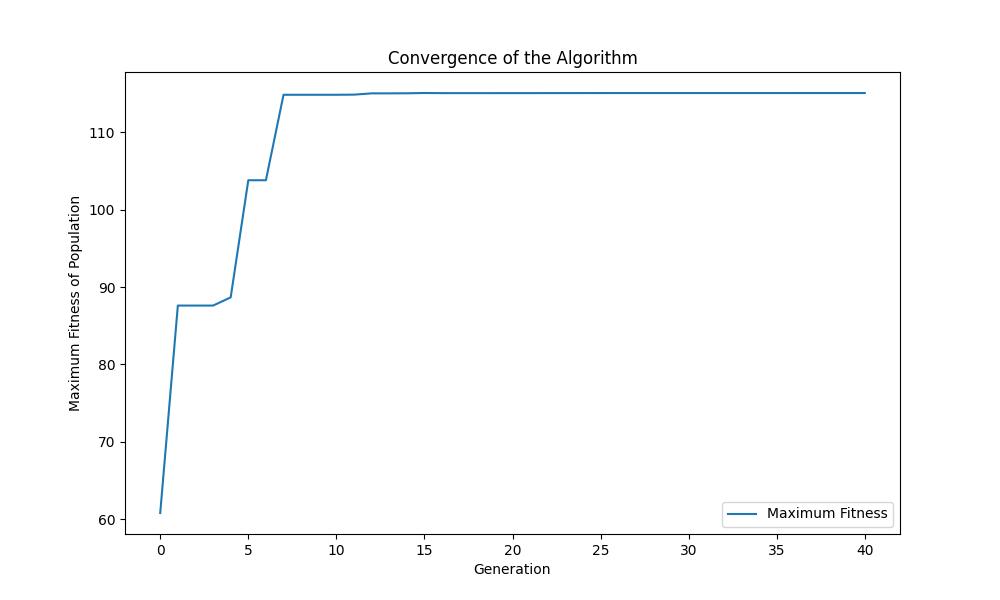 Convergence of the Algorithm
Maximum Fitness of Population
110
100
90
80
70
60
Maximum Fitness
0 5 10 15 20 25 30 35 40
Generation